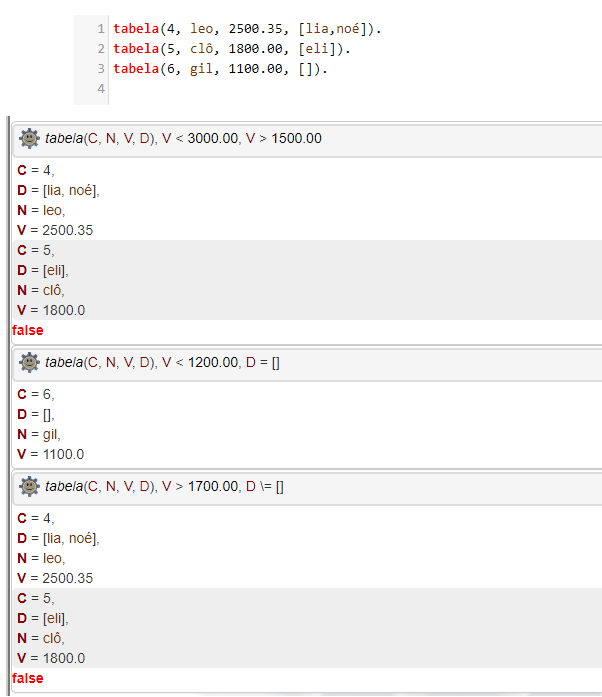 1 tabela(4, leo, 2500.35, [lia,noé]).
2 tabela(5, clô, 1800.00, [eli]).
3 tabela(6, gil, 1100.00, []).
4
tabela(C, N, V, D), V < 3000.00, V > 1500.00
C = 4,
D = [lia, noé],
N = leo,
V = 2500.35
C = 5,
D = [eli],
N = clô,
V = 1800.0
false
tabela(C, N, V, D), V < 1200.00, D = []
C = 6,
D = [],
N = gil,
V = 1100.0
tabela(C, N, V, D), V > 1700.00, D \= []
C = 4,
D = [lia, noé],
N = leo,
V = 2500.35
C = 5,
D = [eli],
N = clô,
V = 1800.0
false